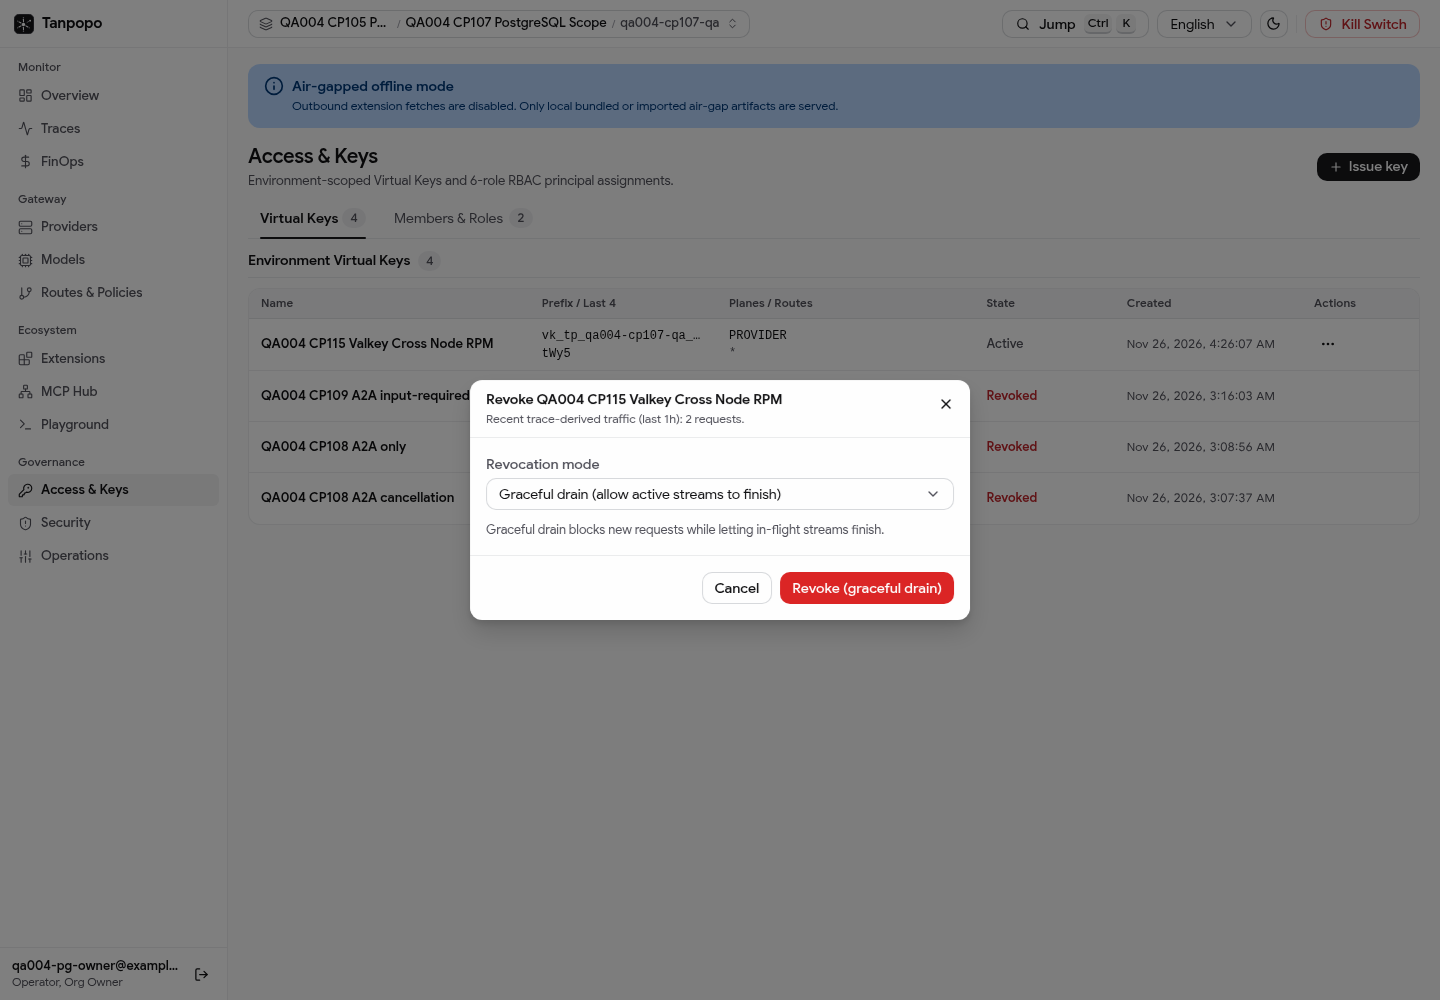 Tanpopo
QA004 CP105 P... / QA004 CP107 PostgreSQL Scope / qa004-cp107-qa
Jump Ctrl K
English
Kill Switch
Monitor
Overview
Traces
FinOps
Gateway
Providers
Models
Routes & Policies
Ecosystem
Extensions
MCP Hub
Playground
Governance
Access & Keys
Security
Operations
qa004-pg-owner@exampl...
Operator, Org Owner
Air-gapped offline mode
Outbound extension fetches are disabled. Only local bundled or imported air-gap artifacts are served.
Access & Keys
Environment-scoped Virtual Keys and 6-role RBAC principal assignments.
Issue key
Virtual Keys 4 Members & Roles 2
Environment Virtual Keys 4
Name Prefix / Last 4 Planes / Routes State Created Actions
QA004 CP115 Valkey Cross Node RPM vk_tp_qa004-cp107-qa_… PROVIDER Active Nov 26, 2026, 4:26:07 AM
tWy5 *
QA004 CP109 A2A input-required Revoked Nov 26, 2026, 3:16:03 AM
QA004 CP108 A2A only Revoked Nov 26, 2026, 3:08:56 AM
QA004 CP108 A2A cancellation Revoked Nov 26, 2026, 3:07:37 AM
Revoke QA004 CP115 Valkey Cross Node RPM
Recent trace-derived traffic (last 1h): 2 requests.
Revocation mode
Graceful drain (allow active streams to finish)
Graceful drain blocks new requests while letting in-flight streams finish.
Cancel Revoke (graceful drain)